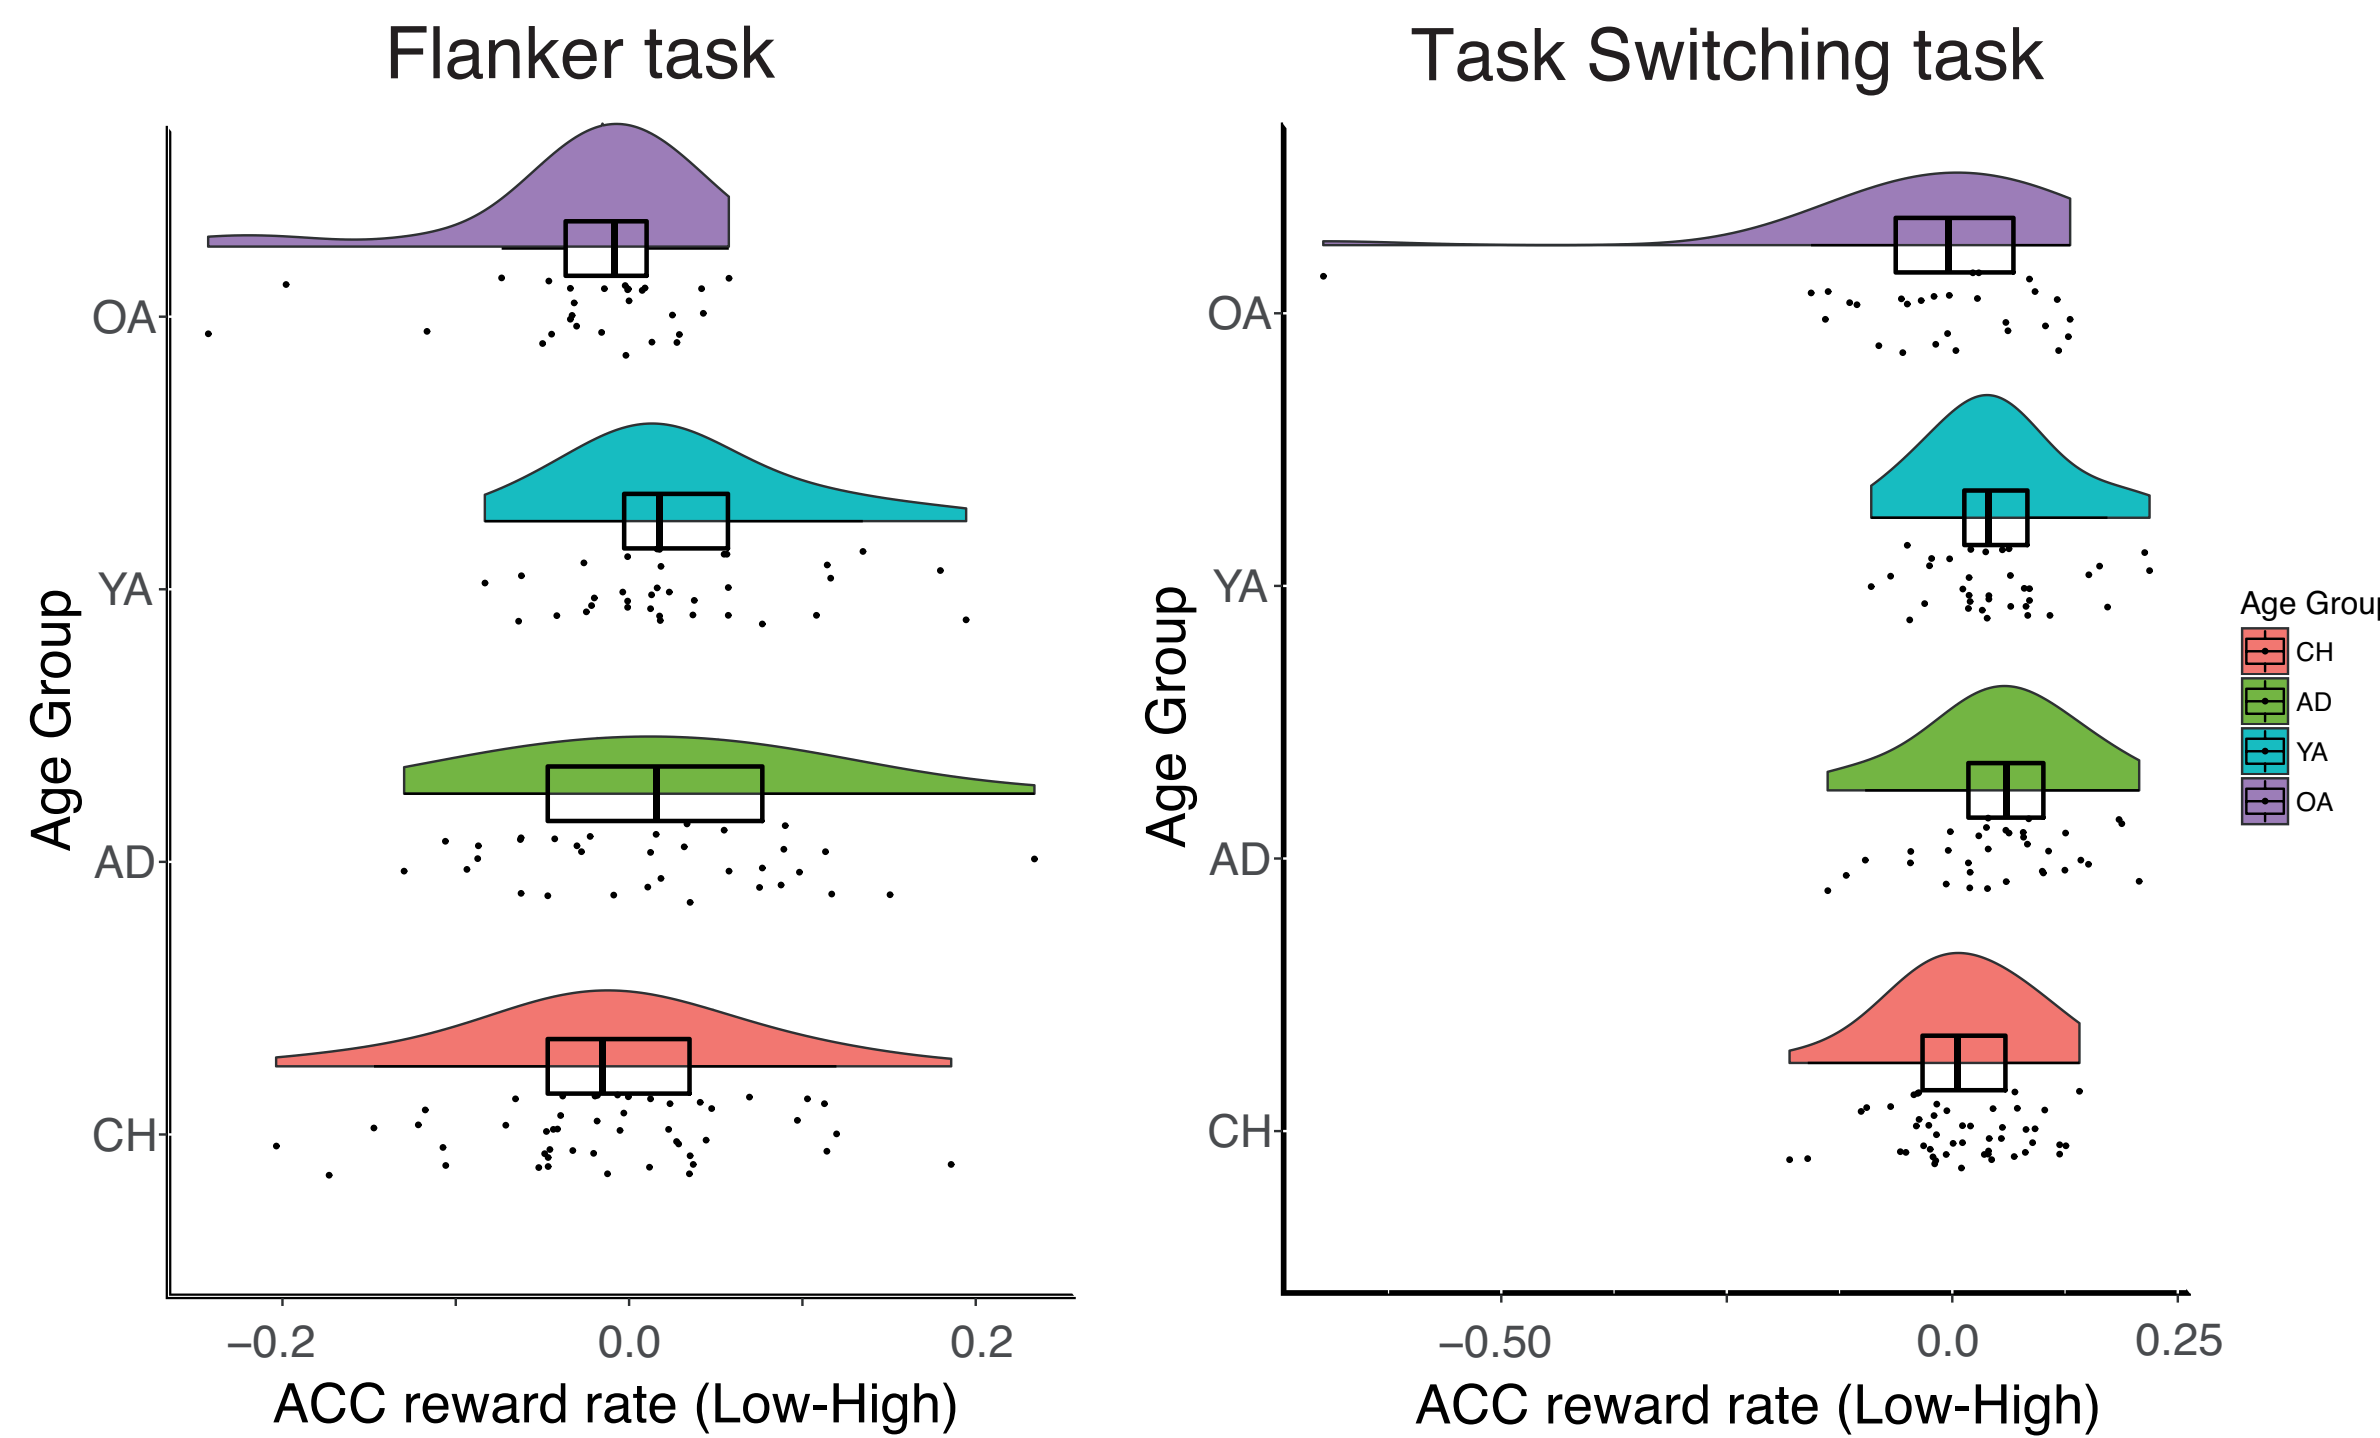 Flanker task
Task Switching task
OA
YA
AD
CH
Age Group
−0.2
0.0
0.2
ACC reward rate (Low-High)
OA
YA
AD
CH
Age Group
−0.50
0.0
0.25
ACC reward rate (Low-High)
Age Group
CH
AD
YA
OA